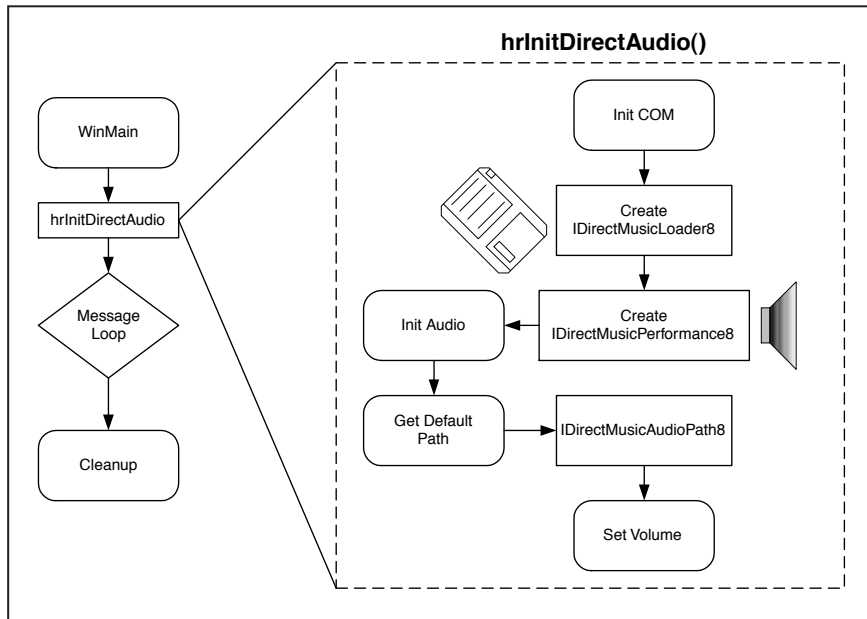 hrInitDirectAudio()
WinMain
hrInitDirectAudio
Message
Loop
Cleanup
Init COM
Create
IDirectMusicLoader8
Create
IDirectMusicPerformance8
Init Audio
Get Default
Path
IDirectMusicAudioPath8
Set Volume